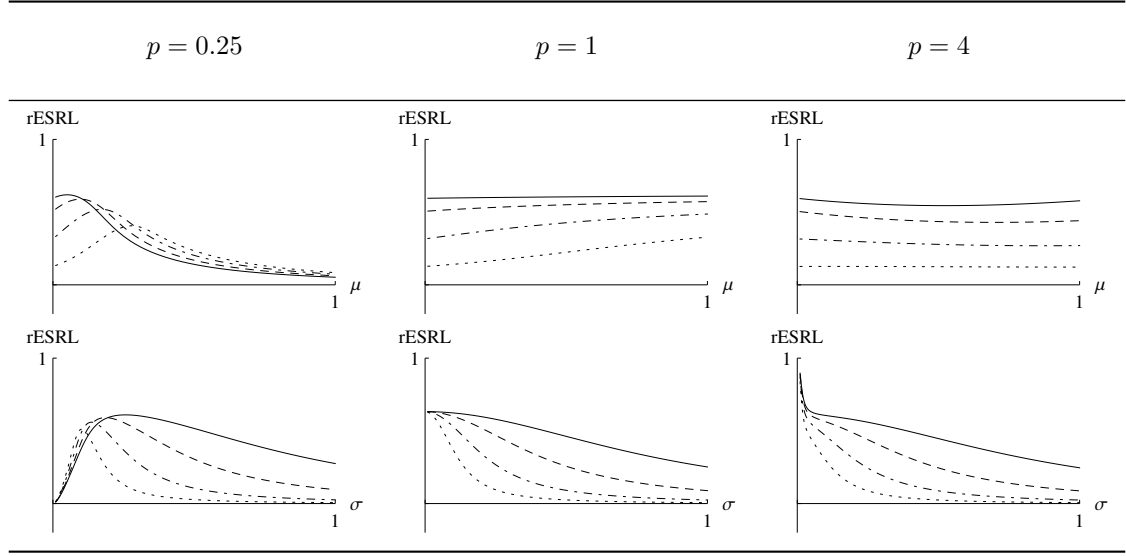 p = 0.25 p = 1 p = 4
rESRL rESRL rESRL
1 1 1
μ μ μ
1 1 1
rESRL rESRL rESRL
1 1 1
σ σ σ
1 1 1